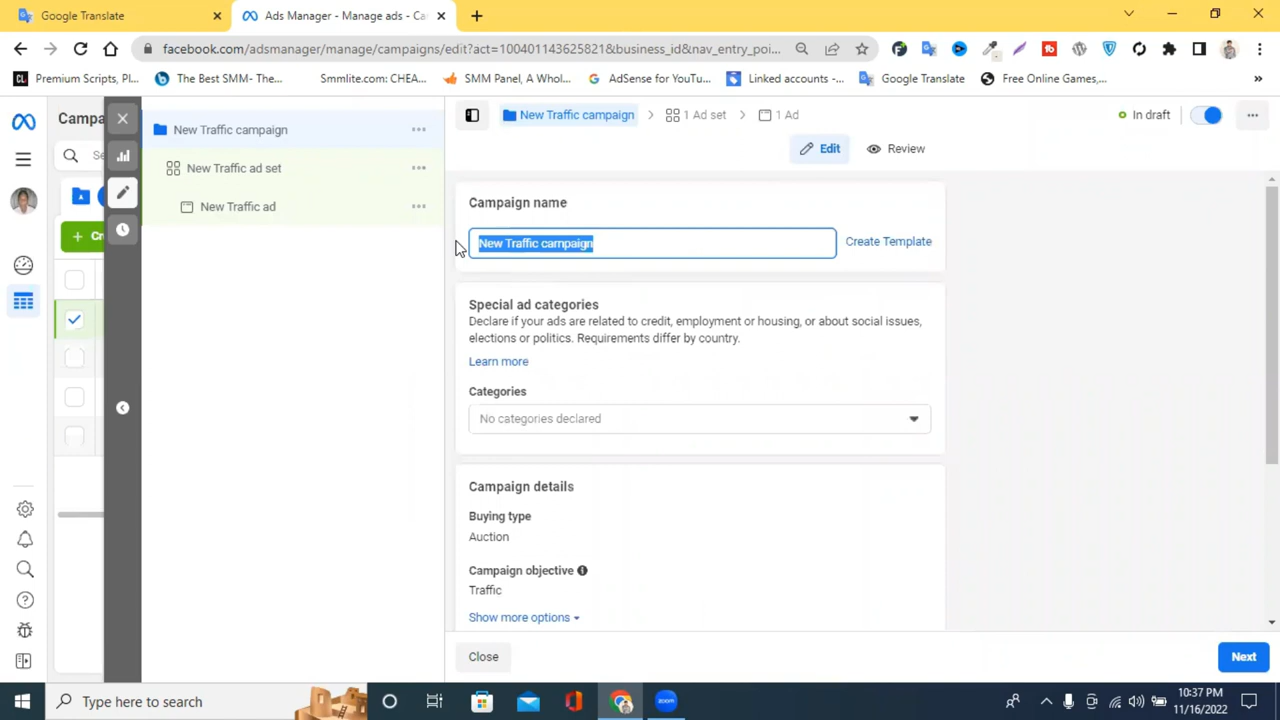 Google Translate
Ads Manager - Manage ads - Ca
facebook.com/adsmanager/manage/campaigns/edit?act=100401143625821&business_id&nav_entry_poi...
Premium Scripts, Pl...
The Best SMM- The...
Smmlite.com: CHEA...
SMM Panel, A Whol...
AdSense for YouTu...
Linked accounts -...
Google Translate
Free Online Games,...
»
Campa
Se
+ Cr
New Traffic campaign
New Traffic ad set
New Traffic ad
New Traffic campaign
1 Ad set
1 Ad
In draft
Edit
Review
Campaign name
New Traffic campaign
Create Template
Special ad categories
Declare if your ads are related to credit, employment or housing, or about social issues,
elections or politics. Requirements differ by country.
Learn more
Categories
No categories declared
Campaign details
Buying type
Auction
Campaign objective
Traffic
Show more options
Close
Next
Type here to search
10:37 PM
11/16/2022